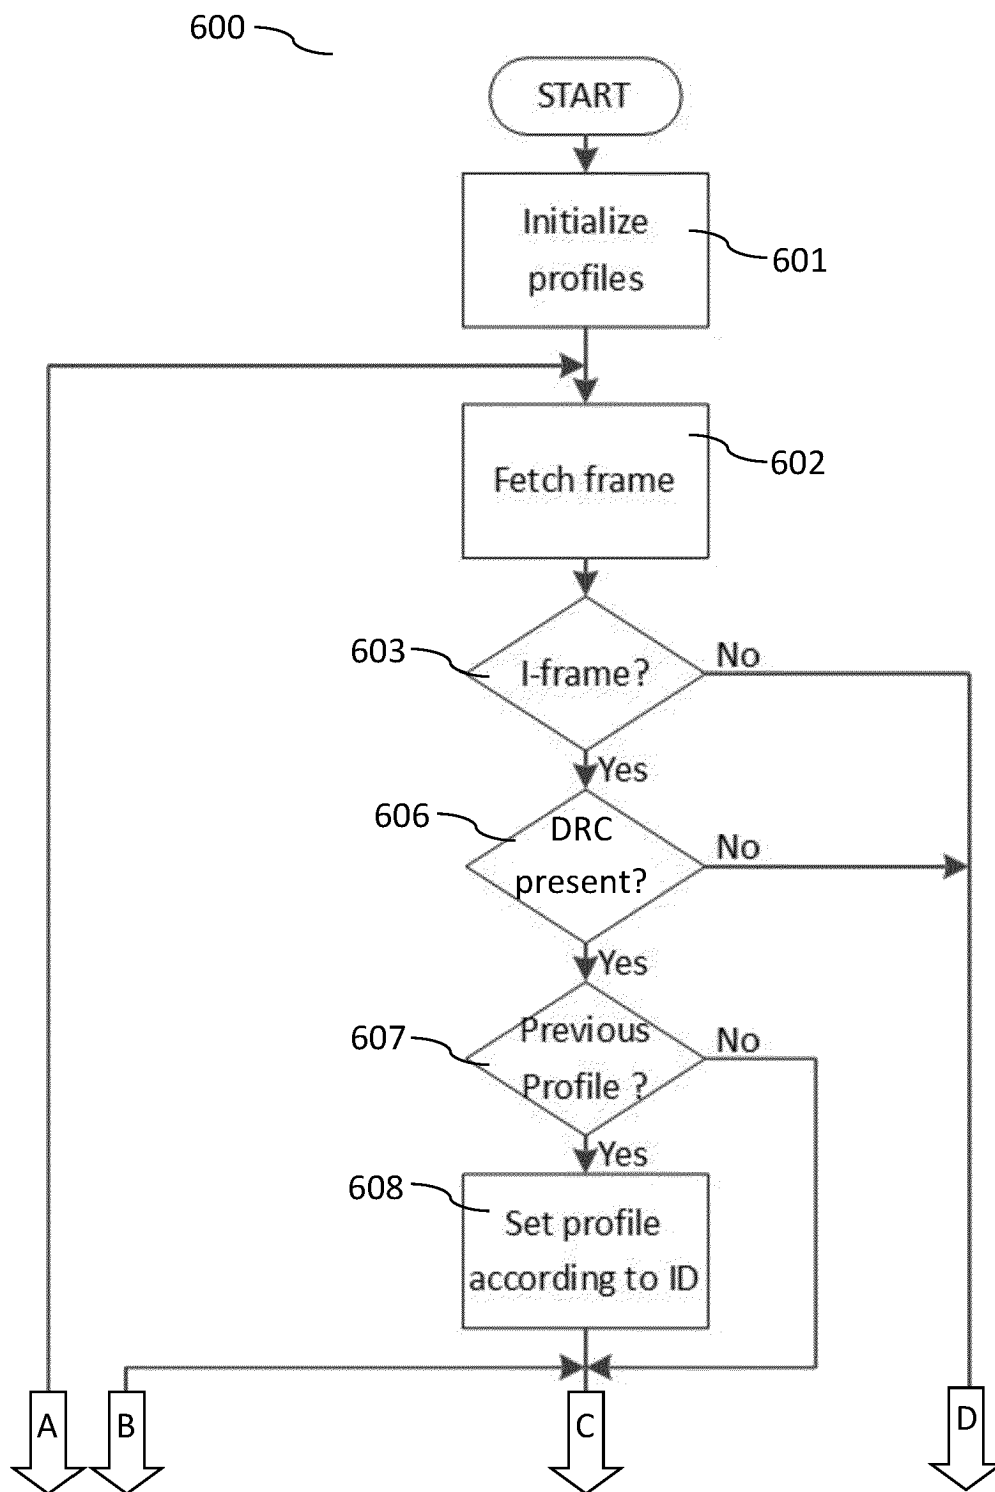 600
START
Initialize
profiles
601
Fetch frame
602
603
I-frame?
No
Yes
606
DRC
present?
No
Yes
607
Previous
Profile ?
No
Yes
608
Set profile
according to ID
A
B
C
D